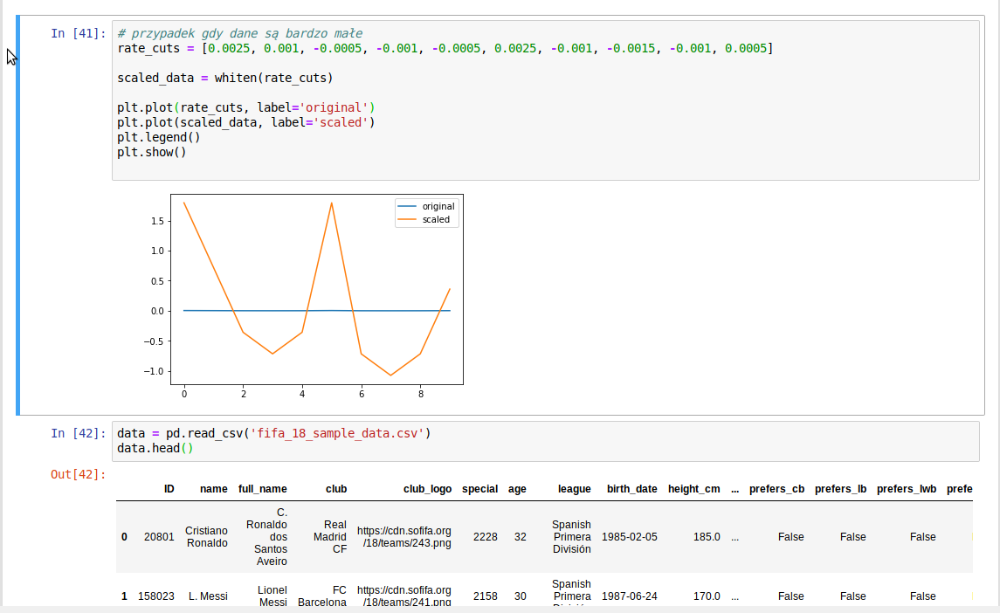 In [41]:
# przypadek gdy dane są bardzo małe
rate_cuts = [0.0025, 0.001, -0.0005, -0.001, -0.0005, 0.0025, -0.001, -0.0015, -0.001, 0.0005]
scaled_data = whiten(rate_cuts)
plt.plot(rate_cuts, label='original')
plt.plot(scaled_data, label='scaled')
plt.legend()
plt.show()
original
scaled
1.5
1.0
0.5
0.0
−0.5
−1.0
0 2 4 6 8
In [42]:
data = pd.read_csv('fifa_18_sample_data.csv')
data.head()
Out[42]:
ID name full_name club club_logo special age league birth_date height_cm ... prefers_cb prefers_lb prefers_lwb prefe
0 20801 Cristiano Ronaldo C. Ronaldo dos Santos Aveiro Real Madrid CF https://cdn.sofifa.org/18/teams/243.png 2228 32 Spanish Primera División 1985-02-05 185.0 ... False False False
1 158023 L. Messi Lionel Messi FC Barcelona https://cdn.sofifa.org/18/teams/241.png 2158 30 Spanish Primera División 1987-06-24 170.0 ... False False False